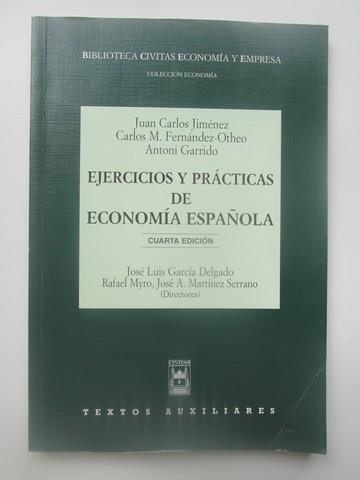 BIBLIOTECA CIVITAS ECONOMÍA Y EMPRESA
COLECCIÓN ECONOMÍA
Juan Carlos Jiménez
Carlos M. Fernández-Otheo
Antoni Garrido
EJERCICIOS Y PRÁCTICAS
DE
ECONOMÍA ESPAÑOLA
CUARTA EDICIÓN
José Luis García Delgado
Rafael Myro, José A. Martínez Serrano
(Directores)
CIVITAS
TEXTOS AUXILIARES